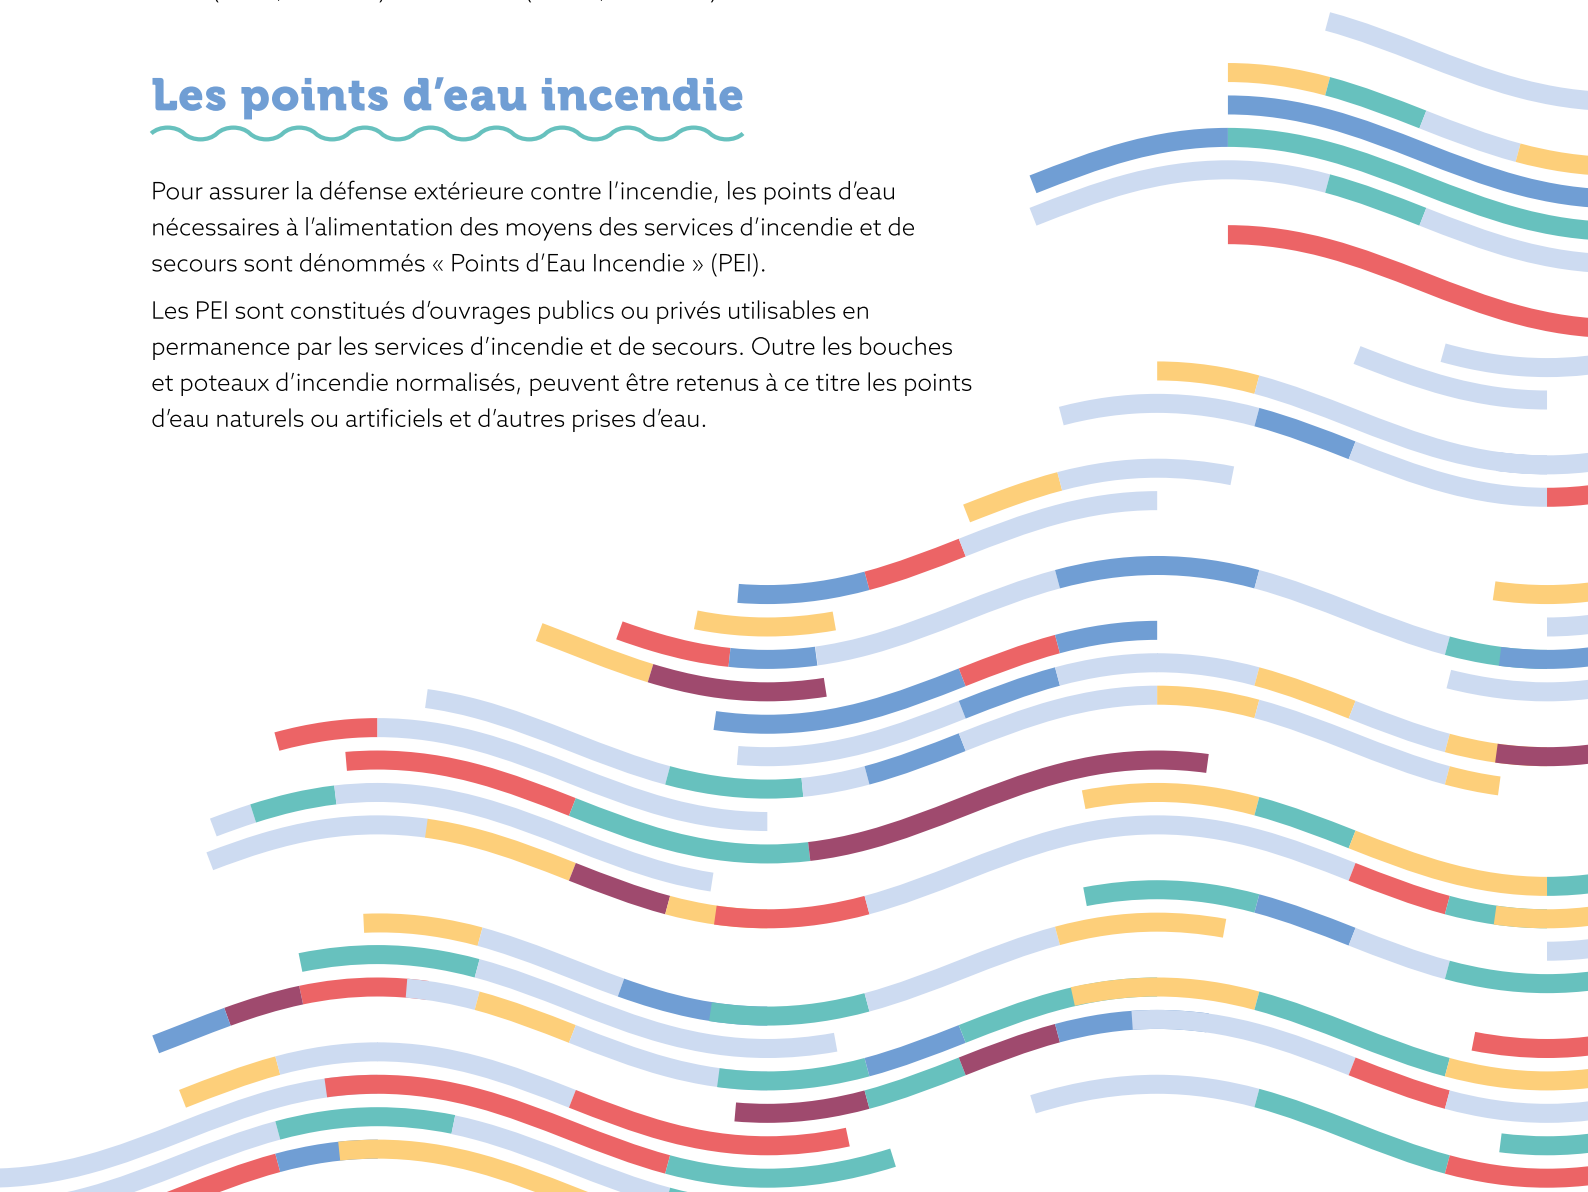 Les points d’eau incendie
Pour assurer la défense extérieure contre l’incendie, les points d’eau
nécessaires à l’alimentation des moyens des services d’incendie et de
secours sont dénommés « Points d’Eau Incendie » (PEI).
Les PEI sont constitués d’ouvrages publics ou privés utilisables en
permanence par les services d’incendie et de secours. Outre les bouches
et poteaux d’incendie normalisés, peuvent être retenus à ce titre les points
d’eau naturels ou artificiels et d’autres prises d’eau.